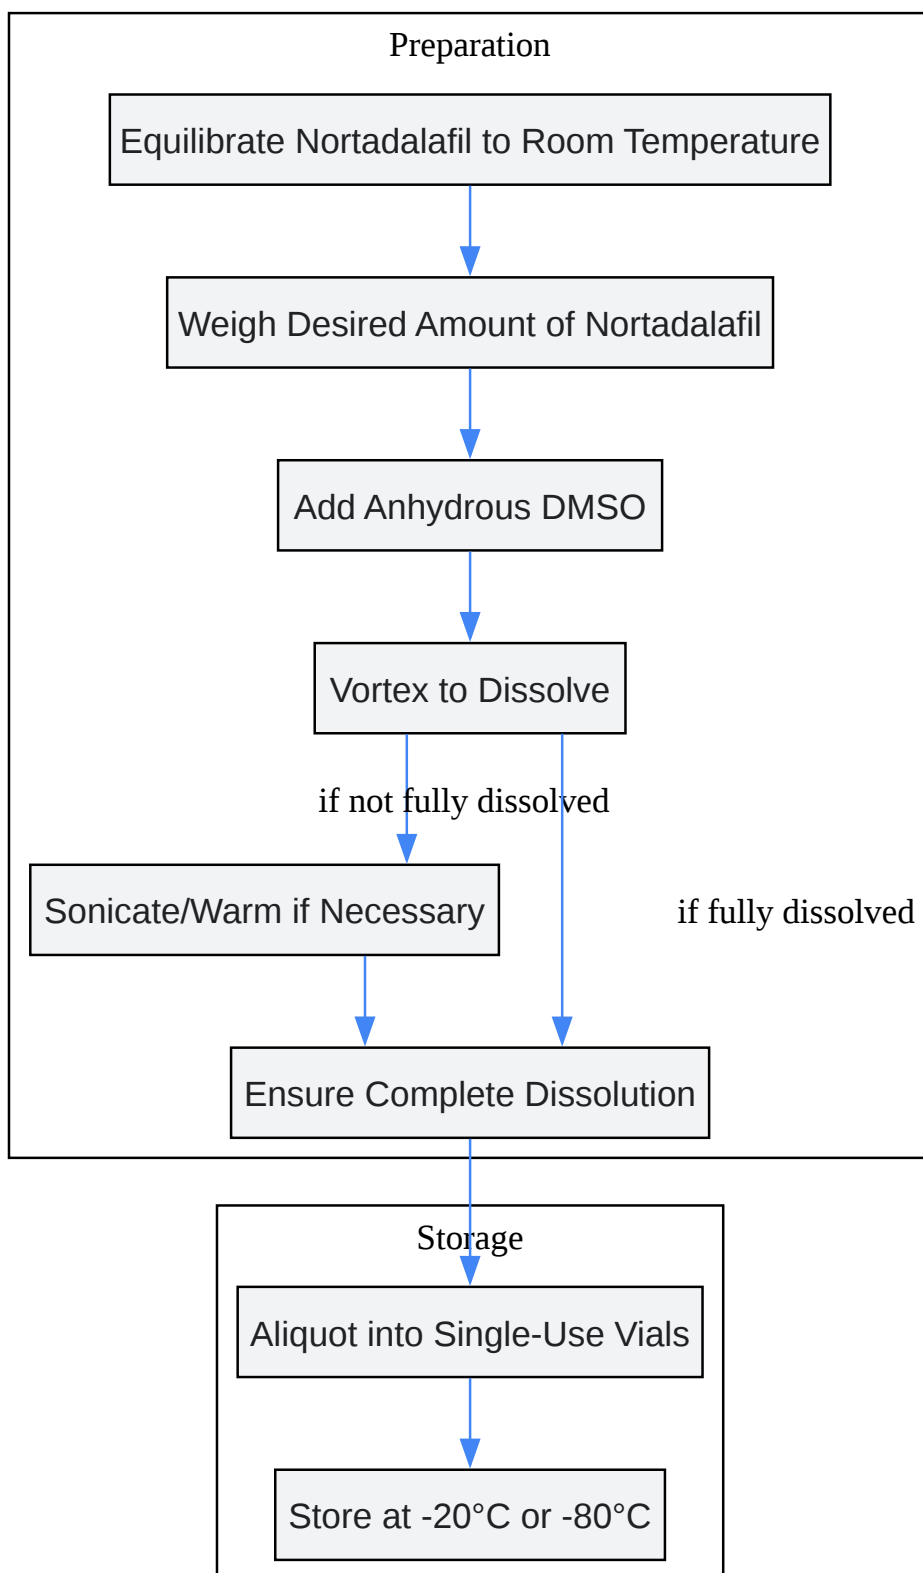 Preparation
Equilibrate Nortadalafil to Room Temperature
Weigh Desired Amount of Nortadalafil
Add Anhydrous DMSO
Vortex to Dissolve
if not fully dissolved
Sonicate/Warm if Necessary
if fully dissolved
Ensure Complete Dissolution
Storage
Aliquot into Single-Use Vials
Store at -20°C or -80°C